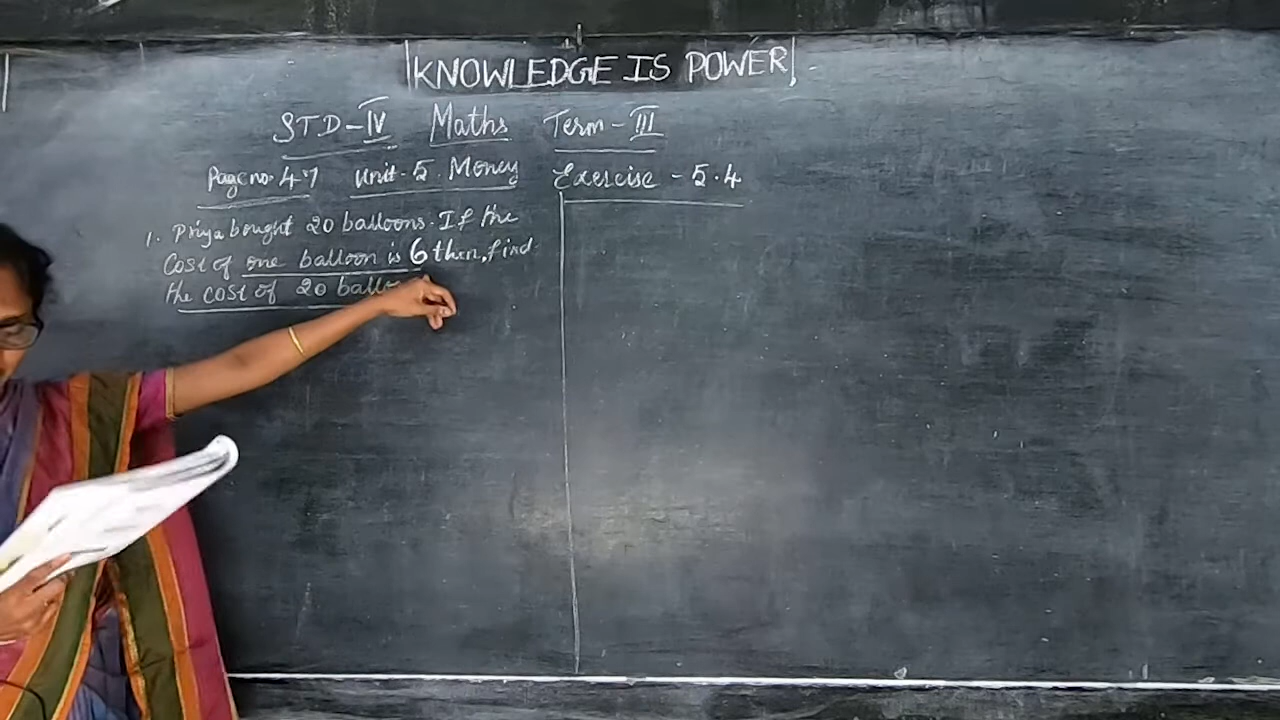 KNOWLEDGE IS POWER
STD-IV Maths Term-III
Page no. 47 Unit-5. Money Exercise - 5.4
1. Priya bought 20 balloons. If the
Cost of one balloon is 6 then, find
the cost of 20